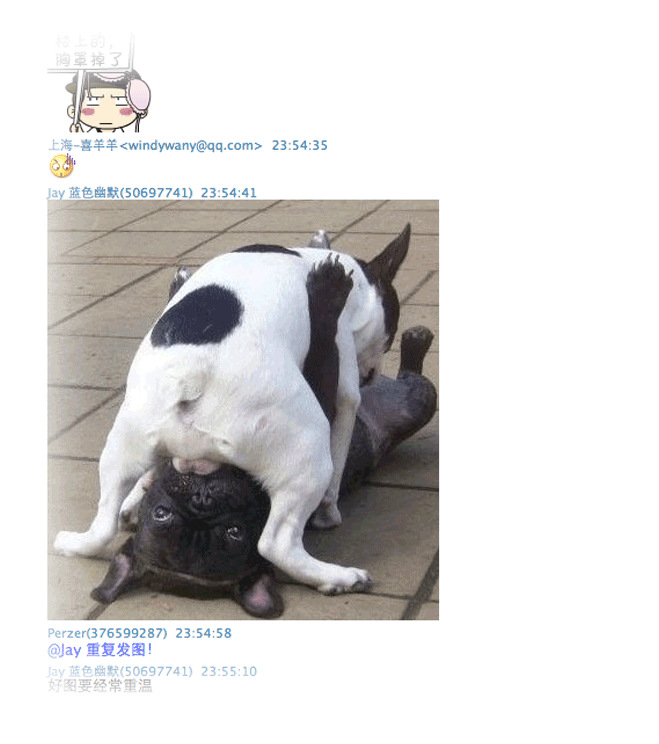 楼上的，
胸罩掉了
上海-喜羊羊<windywany@qq.com> 23:54:35
Jay 蓝色幽默(50697741) 23:54:41
Perzer(376599287) 23:54:58
@Jay 重复发图！
Jay 蓝色幽默(50697741) 23:55:10
好图要经常重温